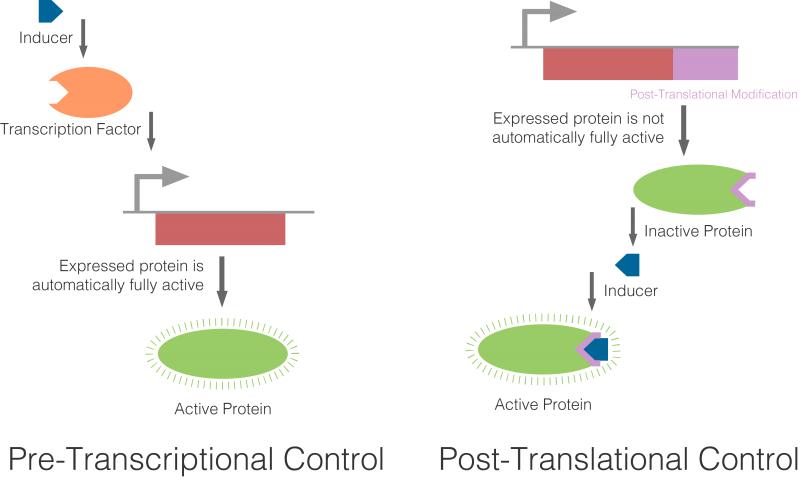 Inducer
Transcription Factor
Expressed protein is
automatically fully active
Active Protein
Pre-Transcriptional Control
Post-Translational Modification
Expressed protein is not
automatically fully active
Inactive Protein
Inducer
Active Protein
Post-Translational Control